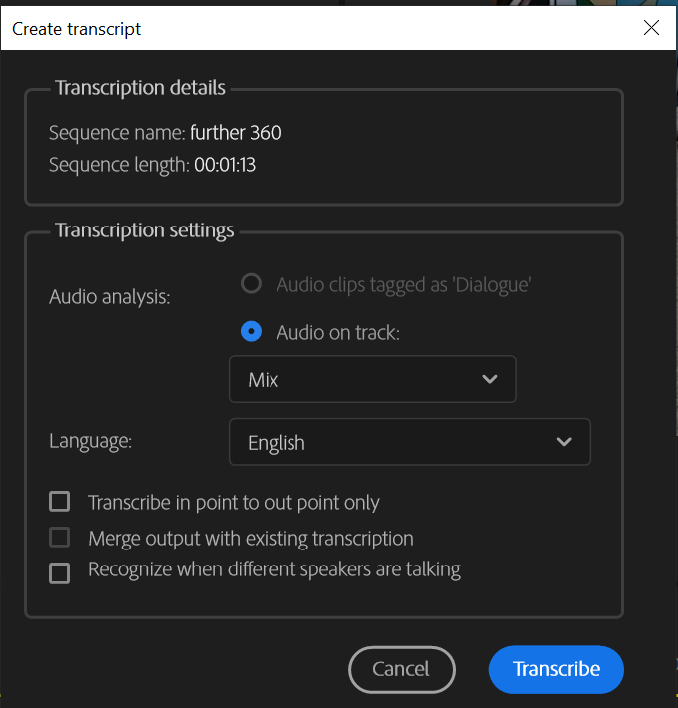 Create transcript
Transcription details
Sequence name: further 360
Sequence length: 00:01:13
Transcription settings
Audio analysis:
Audio clips tagged as 'Dialogue'
Audio on track:
Mix
Language:
English
Transcribe in point to out point only
Merge output with existing transcription
Recognize when different speakers are talking
Cancel
Transcribe